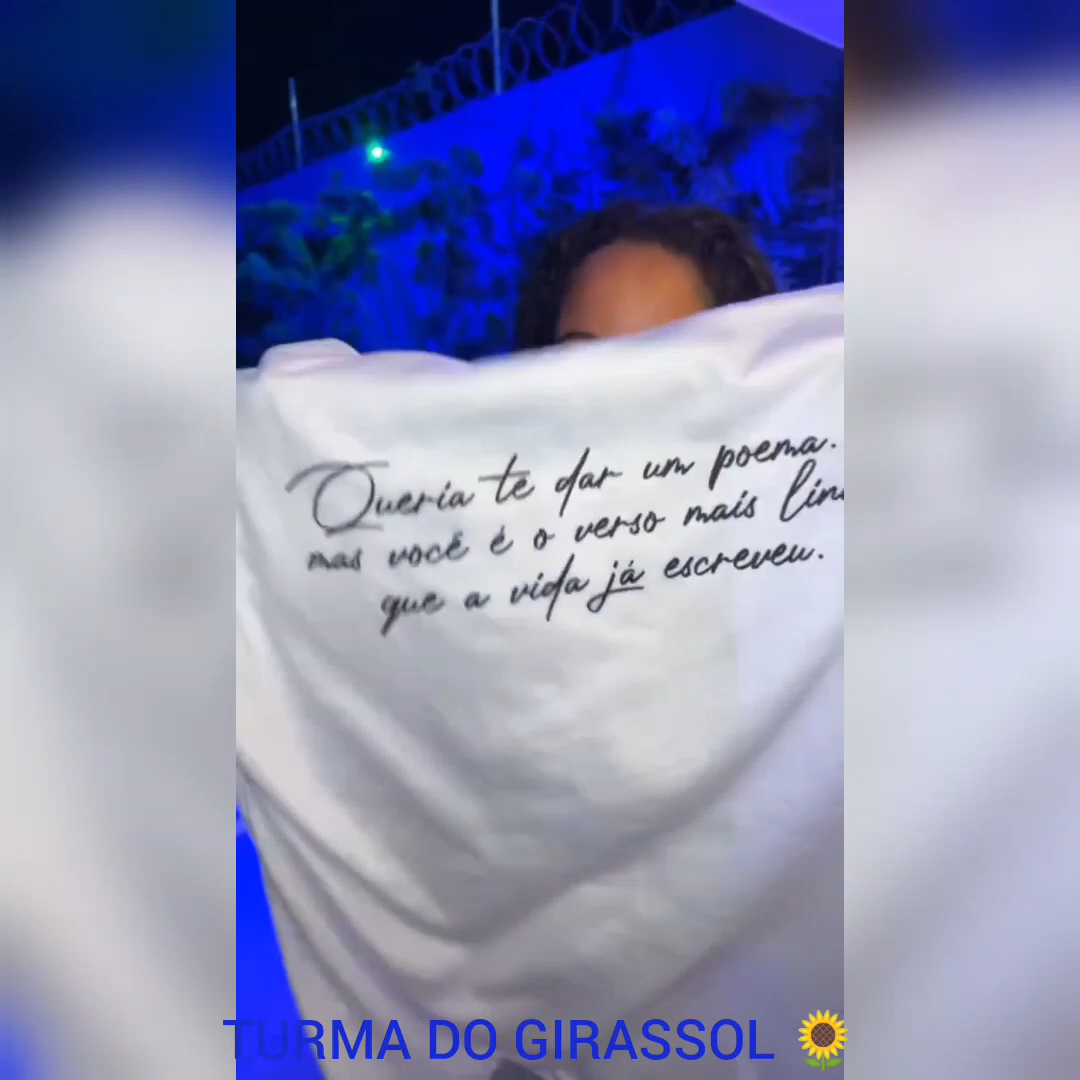 Queria te dar um poema.
mas você é o verso mais
que a vida já escreveu.
TURMA DO GIRASSOL 🌻